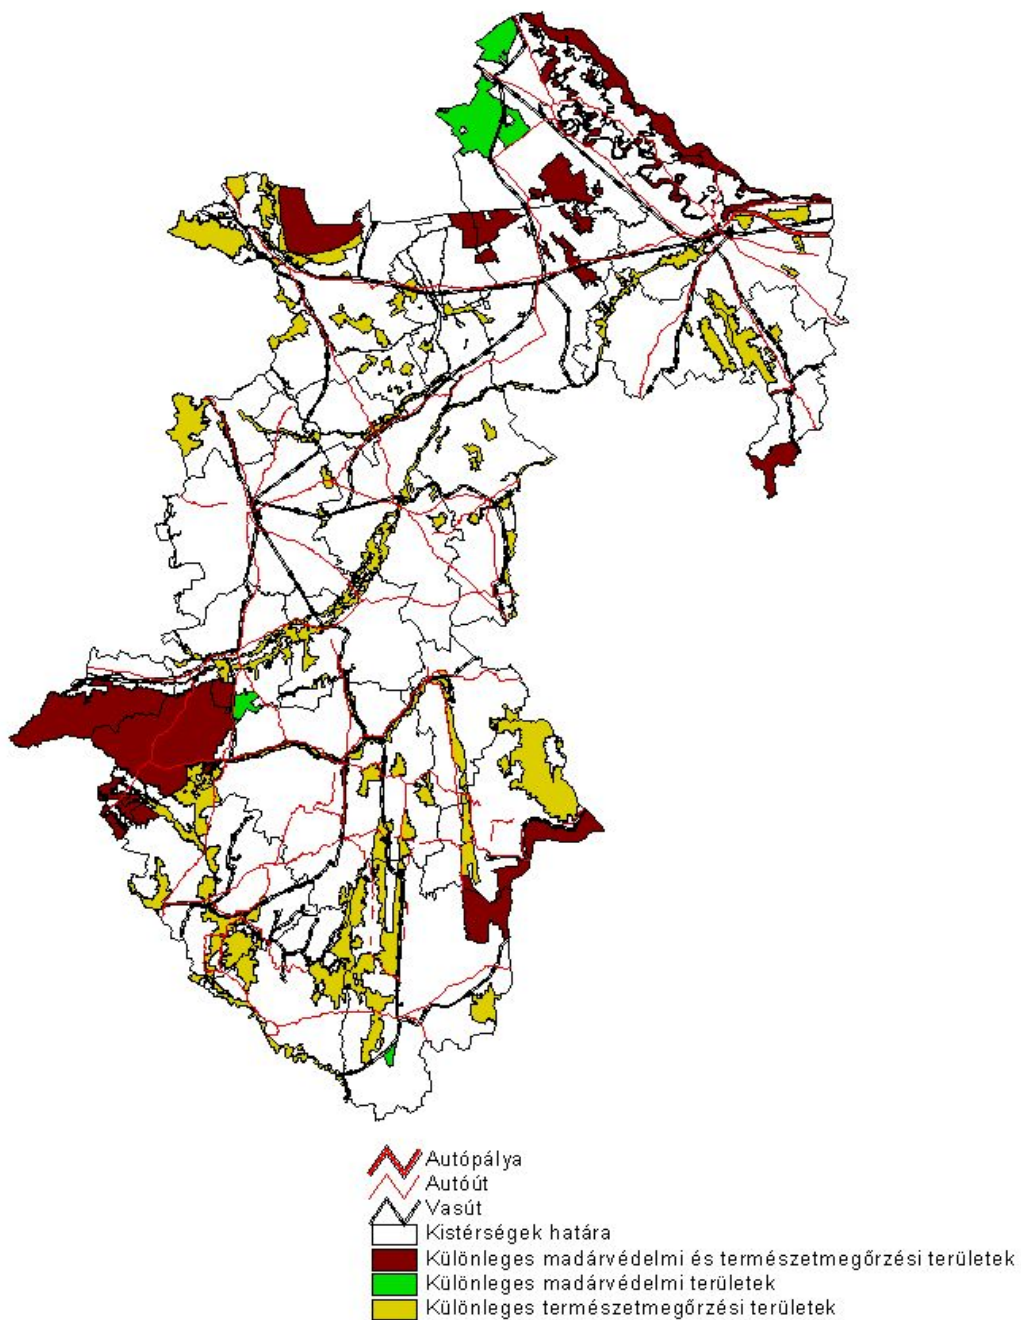 Autópálya
Autóút
Vasút
Kistérségek határa
Különleges madárvédelmi és természetmegőrzési területek
Különleges madárvédelmi területek
Különleges természetmegőrzési területek